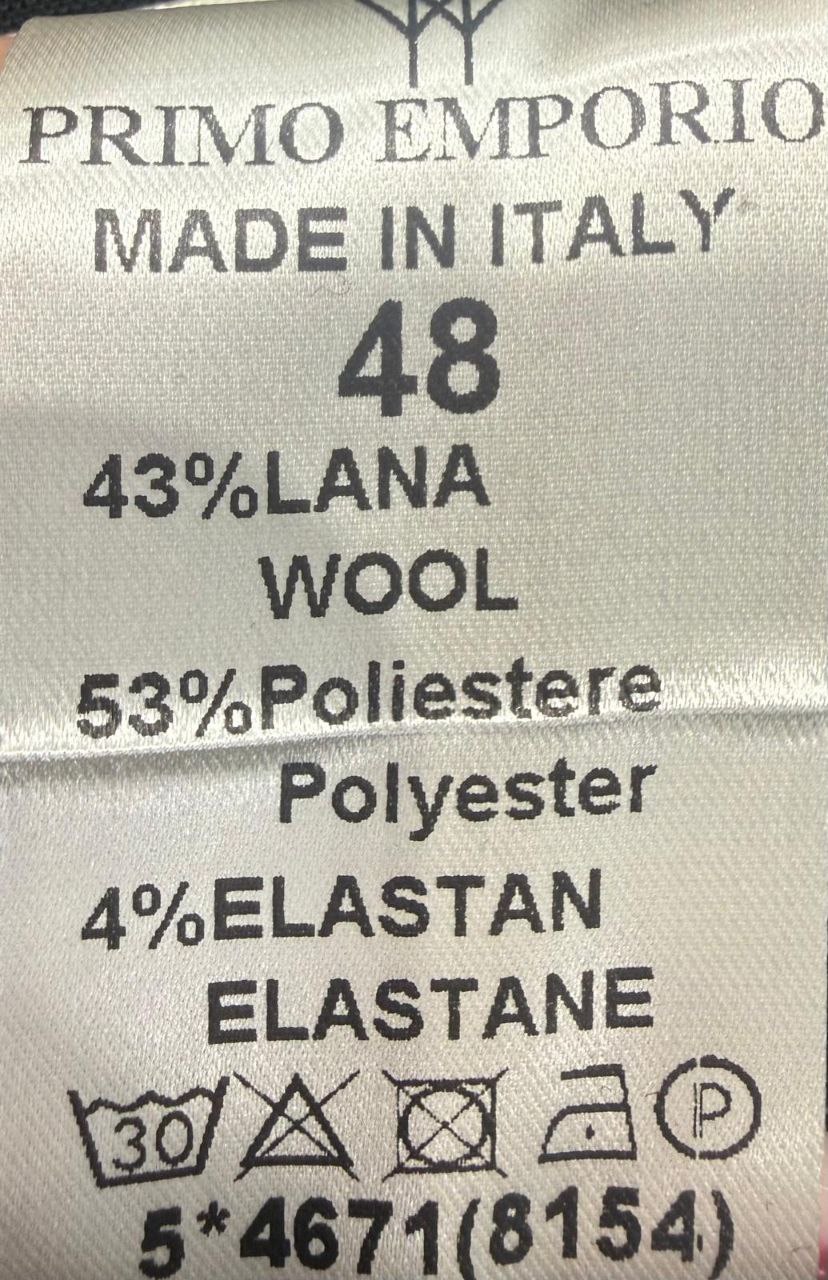 PRIMO EMPORIO
MADE IN ITALY
48
43%LANA
WOOL
53%Poliestere
Polyester
4%ELASTAN
ELASTANE
30 P
5*4671(8154)